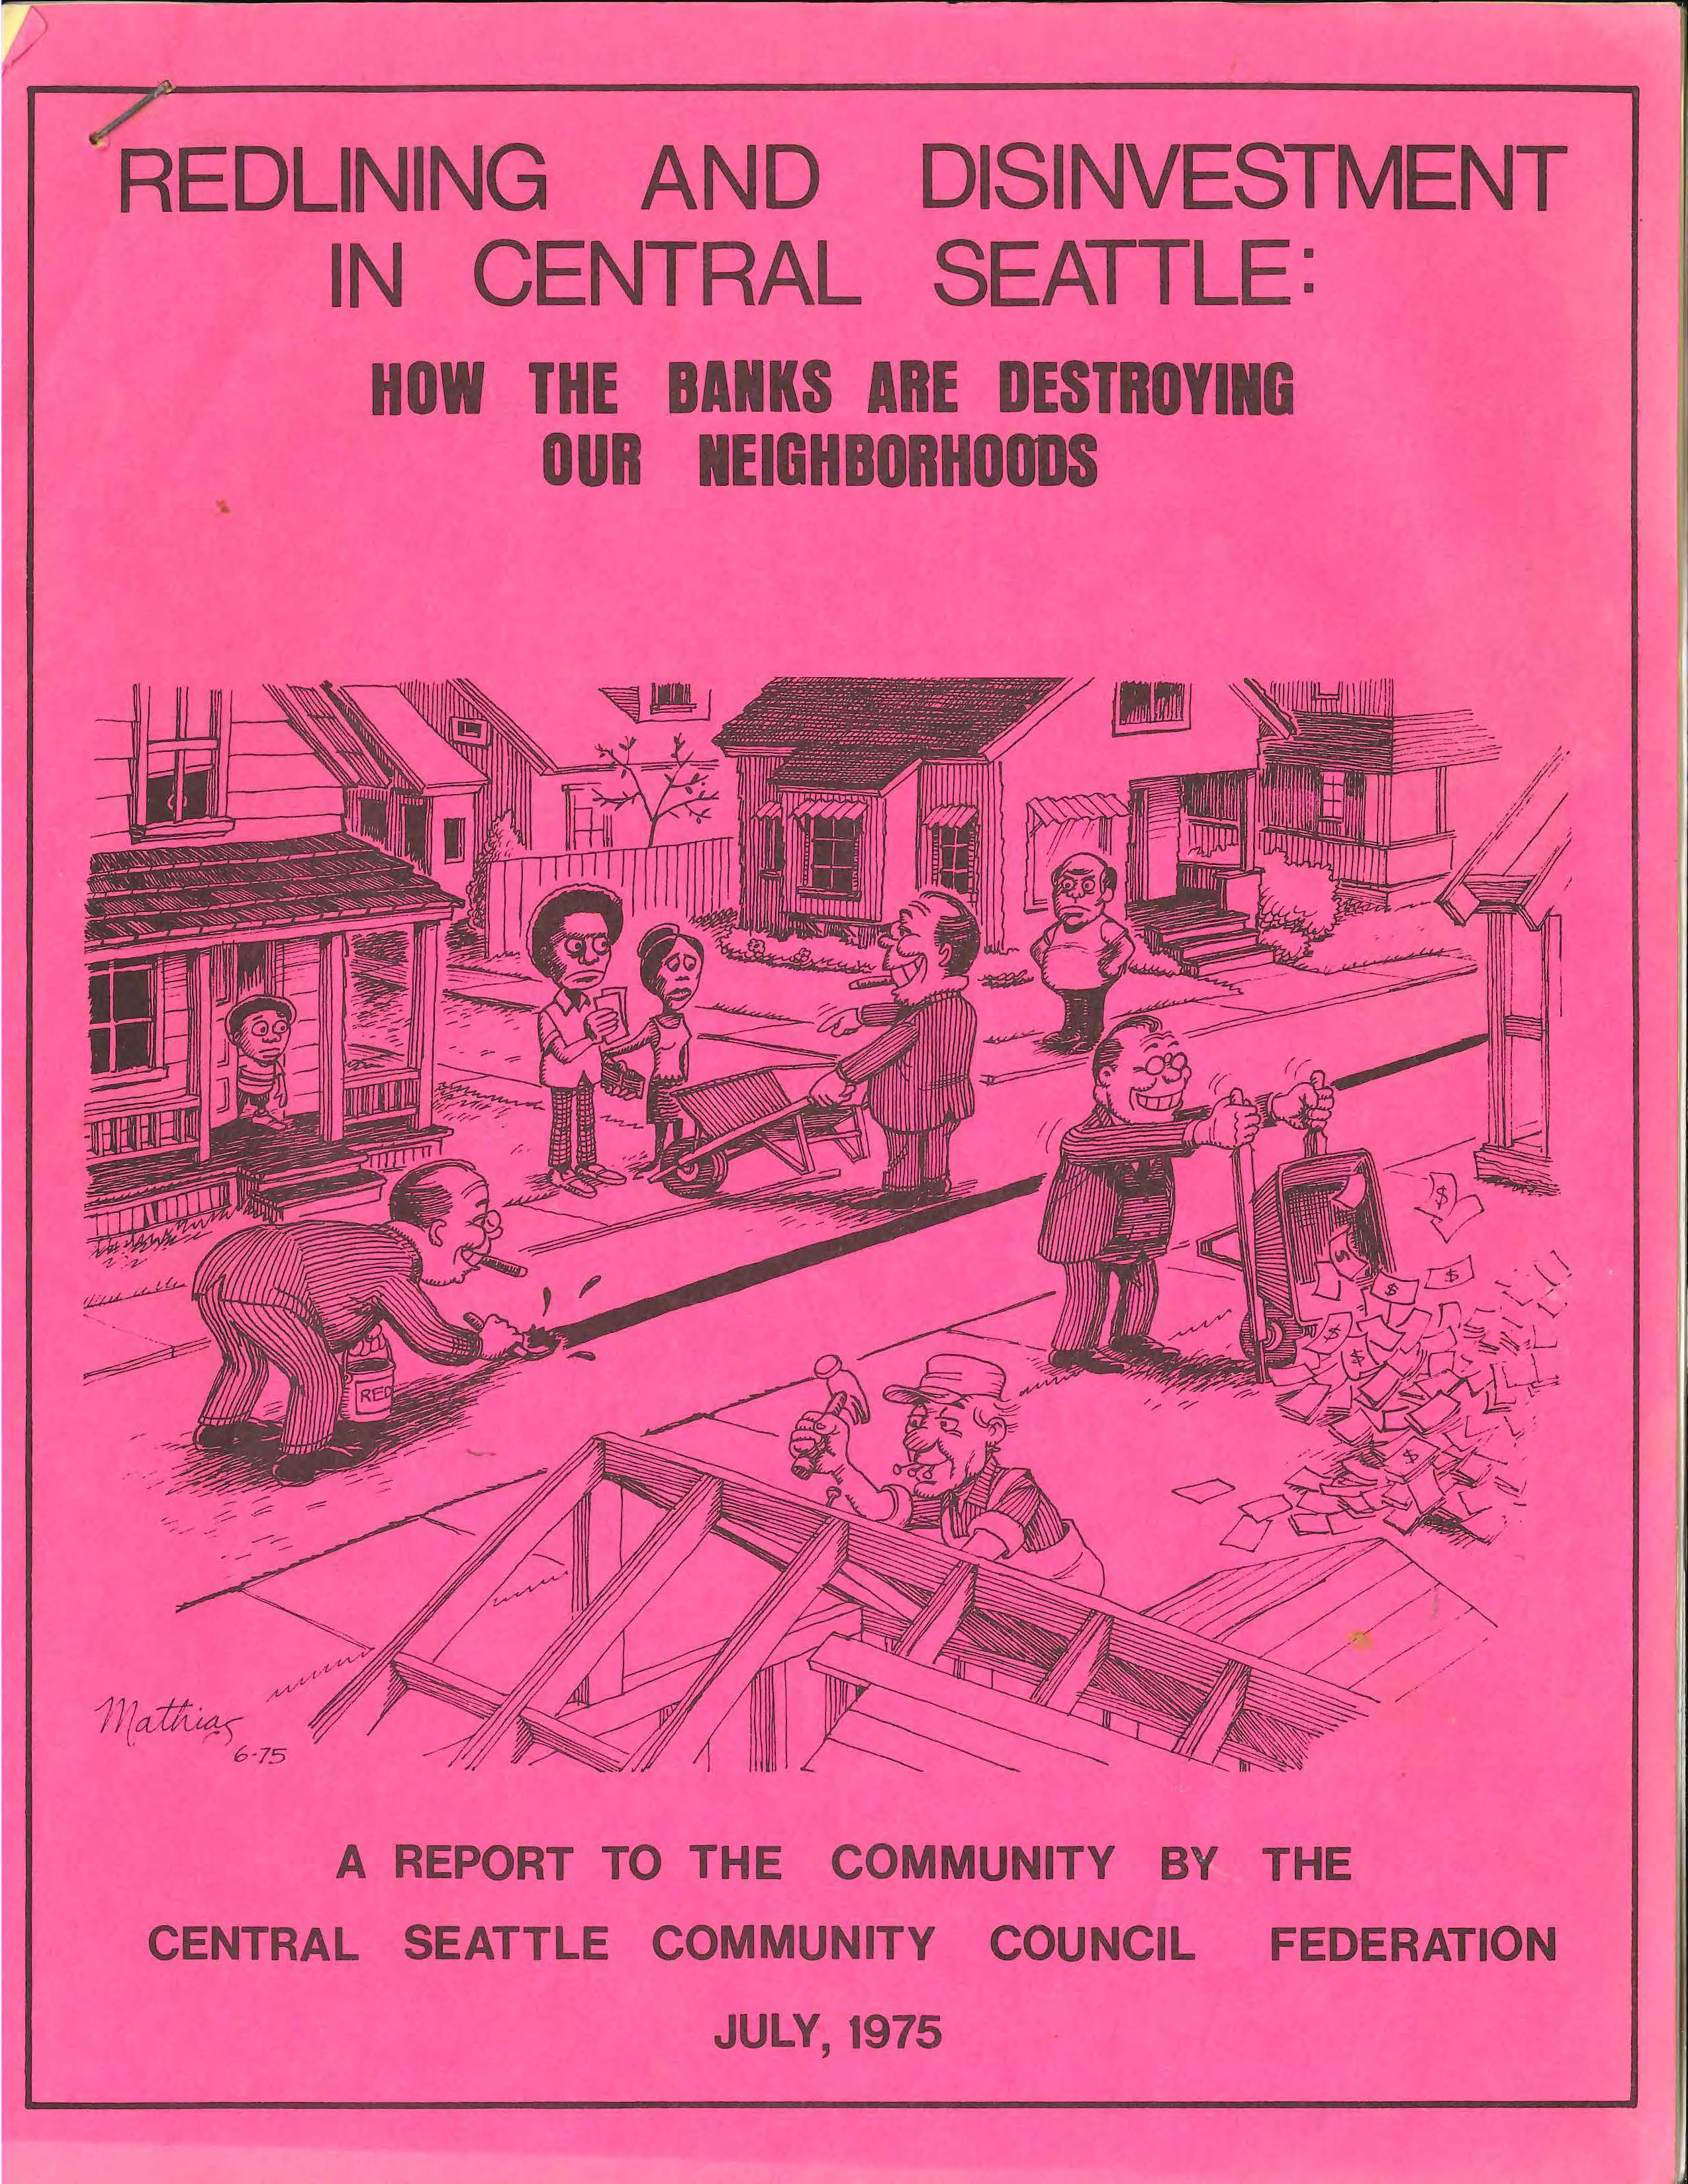 REDLINING AND DISINVESTMENT
IN CENTRAL SEATTLE:
HOW THE BANKS ARE DESTROYING
OUR NEIGHBORHOODS
$
$
$
$
$
$
$
RED
Mathias
6-75
A REPORT TO THE COMMUNITY BY THE
CENTRAL SEATTLE COMMUNITY COUNCIL FEDERATION
JULY, 1975